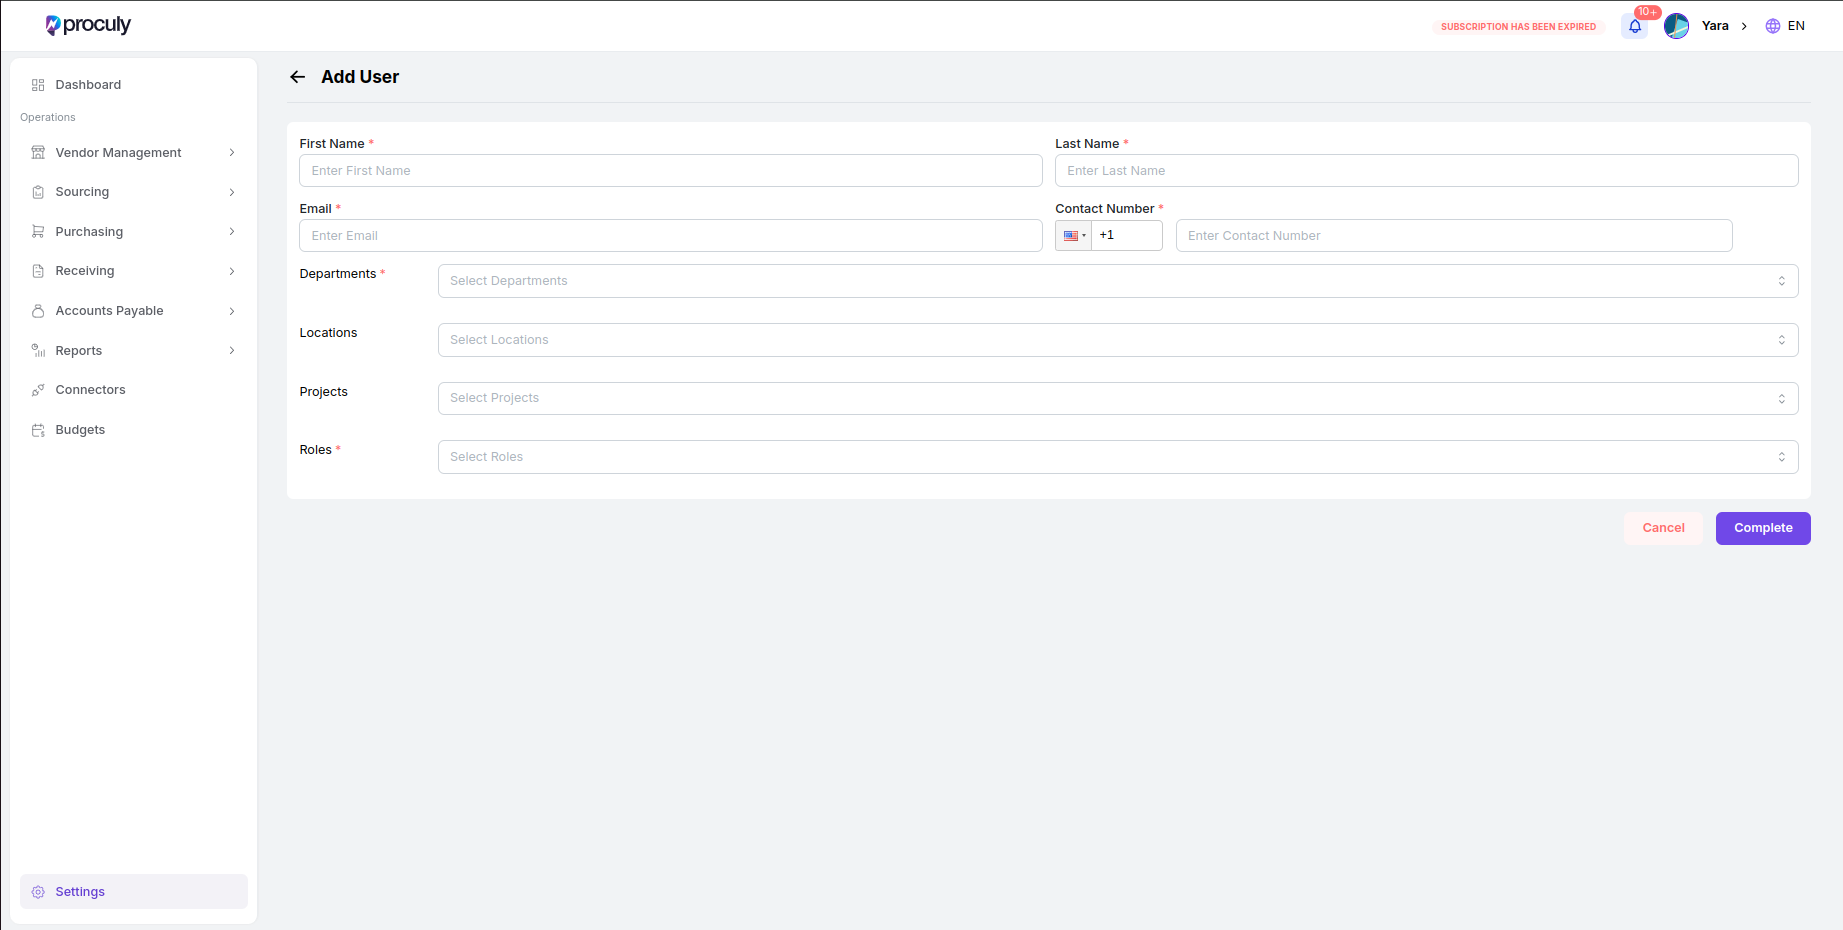 proculy
SUBSCRIPTION HAS BEEN EXPIRED
10+
Yara
EN
Dashboard
Operations
Vendor Management
Sourcing
Purchasing
Receiving
Accounts Payable
Reports
Connectors
Budgets
Settings
Add User
First Name *
Enter First Name
Last Name *
Enter Last Name
Email *
Enter Email
Contact Number *
+1
Enter Contact Number
Departments *
Select Departments
Locations
Select Locations
Projects
Select Projects
Roles *
Select Roles
Cancel
Complete